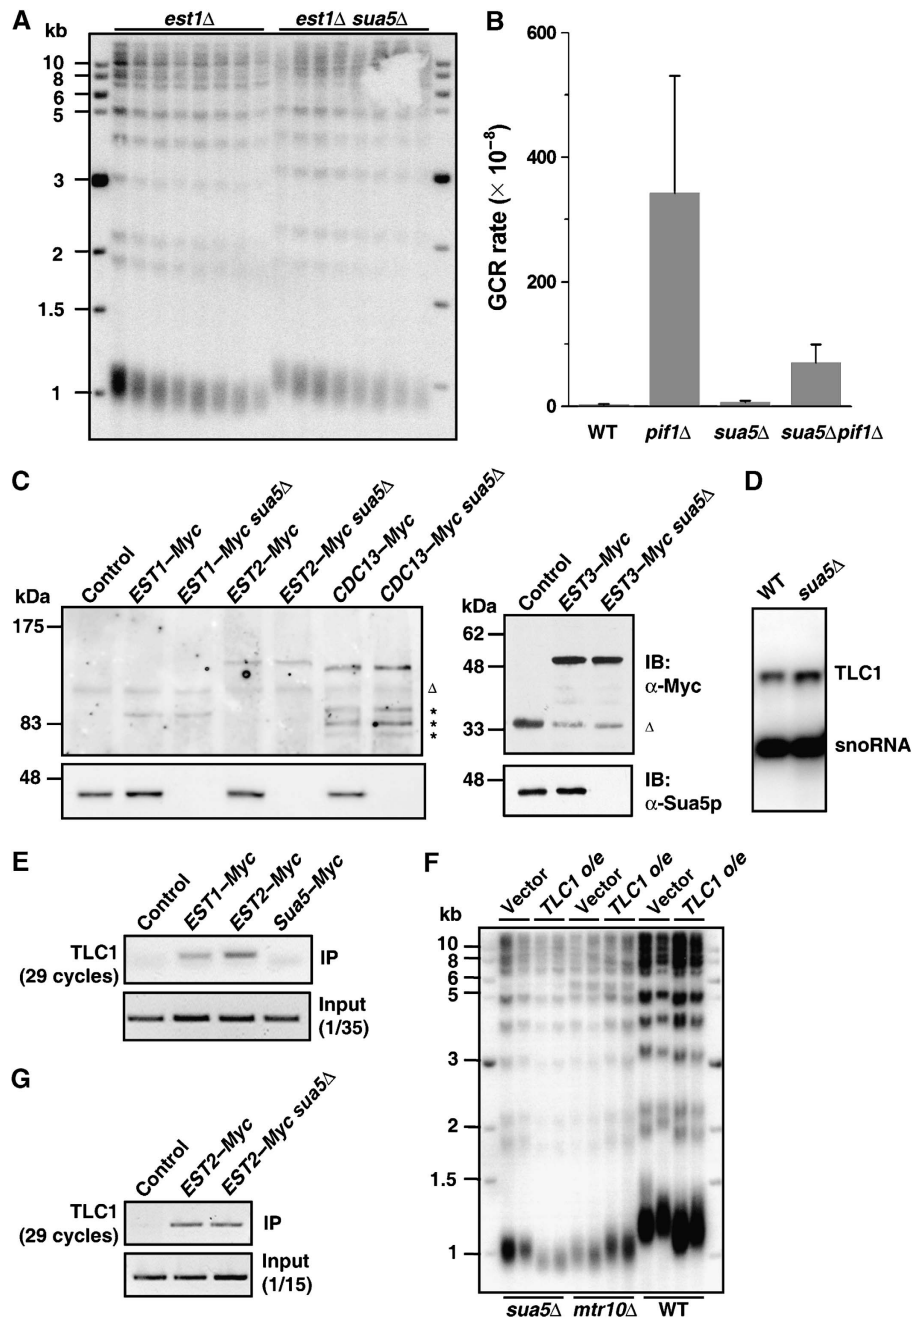 A
kb
est1Δ
est1Δ sua5Δ
10
8
6
5
3
2
1.5
1
B
GCR rate (× 10⁻⁸)
600
400
200
0
WT
pif1Δ
sua5Δ
sua5Δpif1Δ
C
kDa
Control
EST1–Myc
EST1–Myc sua5Δ
EST2–Myc
EST2–Myc sua5Δ
CDC13–Myc
CDC13–Myc sua5Δ
175
83
48
Δ
*
*
*
kDa
Control
EST3–Myc
EST3–Myc sua5Δ
62
48
33
48
IB:
α-Myc
Δ
IB:
α-Sua5p
D
WT
sua5Δ
TLC1
snoRNA
E
Control
EST1–Myc
EST2–Myc
Sua5–Myc
TLC1
(29 cycles)
IP
Input
(1/35)
F
kb
Vector
TLC1 o/e
Vector
TLC1 o/e
Vector
TLC1 o/e
10
8
6
5
3
2
1.5
1
sua5Δ
mtr10Δ
WT
G
Control
EST2–Myc
EST2–Myc sua5Δ
TLC1
(29 cycles)
IP
Input
(1/15)